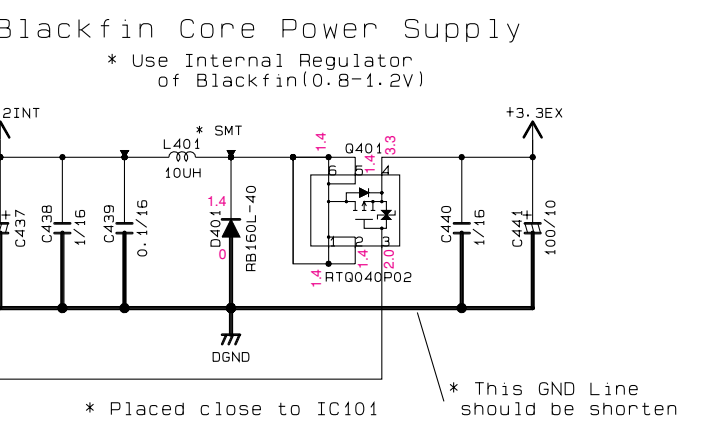 Blackfin Core Power Supply
* Use Internal Regulator
of Blackfin(0.8-1.2V)
2INT
+3.3EX
* SMT
L401
10UH
Q401
1.4
1.4
3.3
6
5
4
1
2
3
1.4
1.4
2.0
RTQ040P02
C437
C438
1/16
C439
0.1/16
1.4
D401
0
RB160L-40
C440
1/16
C441
100/10
DGND
* This GND Line
should be shorten
* Placed close to IC101